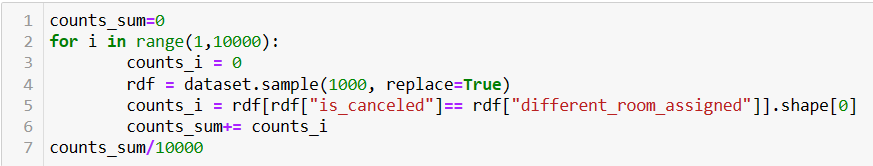 1 counts_sum=0
2 for i in range(1,10000):
3         counts_i = 0
4         rdf = dataset.sample(1000, replace=True)
5         counts_i = rdf[rdf["is_canceled"]== rdf["different_room_assigned"]].shape[0]
6         counts_sum+= counts_i
7 counts_sum/10000